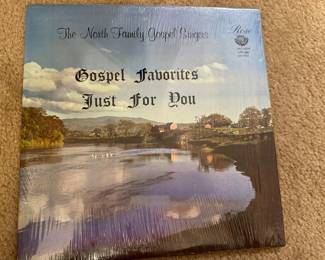 The North Family Gospel Singers
Rose
Gospel Favorites
Just For You